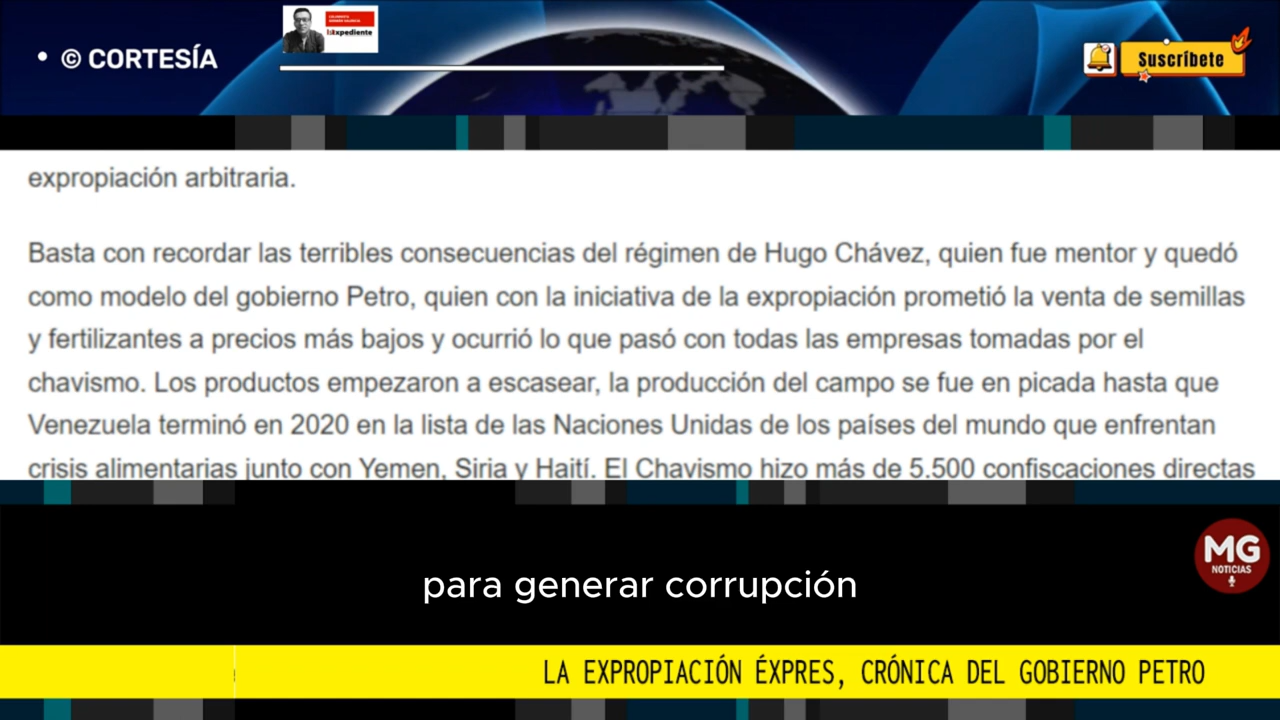 • © CORTESÍA
COLUMNISTA
laExpediente
Suscríbete
expropiación arbitraria.
Basta con recordar las terribles consecuencias del régimen de Hugo Chávez, quien fue mentor y quedó
como modelo del gobierno Petro, quien con la iniciativa de la expropiación prometió la venta de semillas
y fertilizantes a precios más bajos y ocurrió lo que pasó con todas las empresas tomadas por el
chavismo. Los productos empezaron a escasear, la producción del campo se fue en picada hasta que
Venezuela terminó en 2020 en la lista de las Naciones Unidas de los países del mundo que enfrentan
crisis alimentarias junto con Yemen, Siria y Haití. El Chavismo hizo más de 5.500 confiscaciones directas
MG
NOTICIAS
para generar corrupción
LA EXPROPIACIÓN ÉXPRES, CRÓNICA DEL GOBIERNO PETRO